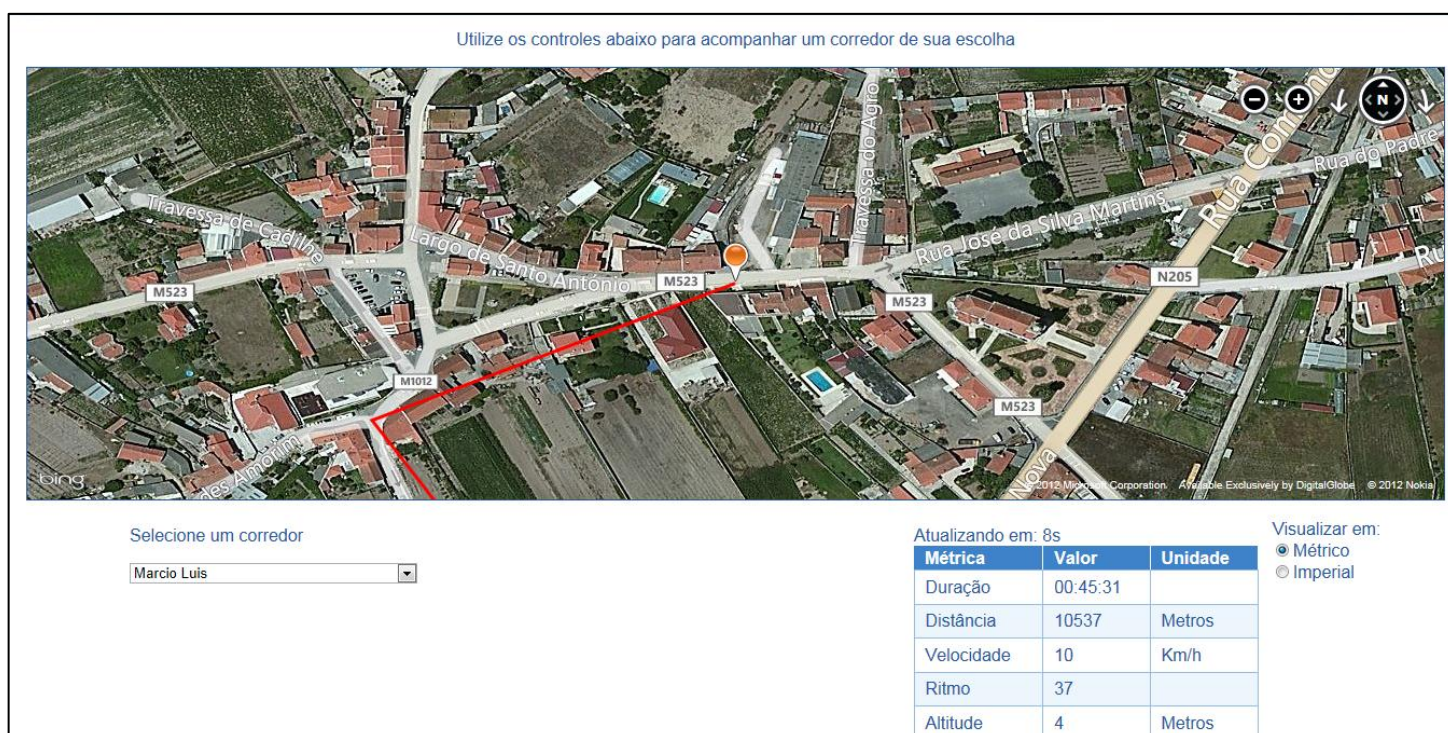 Utilize os controles abaixo para acompanhar um corredor de sua escolha
N
Travessa do Agro
Rua do Padre
Travessa de Cadilhe
Largo de Santo António
Rua José da Silva Martins
M523
M523
N205
M523
M1012
M523
Nova
des Amorim
bing
© 2012 Microsoft Corporation Available Exclusively by DigitalGlobe © 2012 Nokia
Selecione um corredor
Marcio Luis
Atualizando em: 8s
Métrica Valor Unidade
Duração 00:45:31
Distância 10537 Metros
Velocidade 10 Km/h
Ritmo 37
Altitude 4 Metros
Visualizar em:
Métrico
Imperial